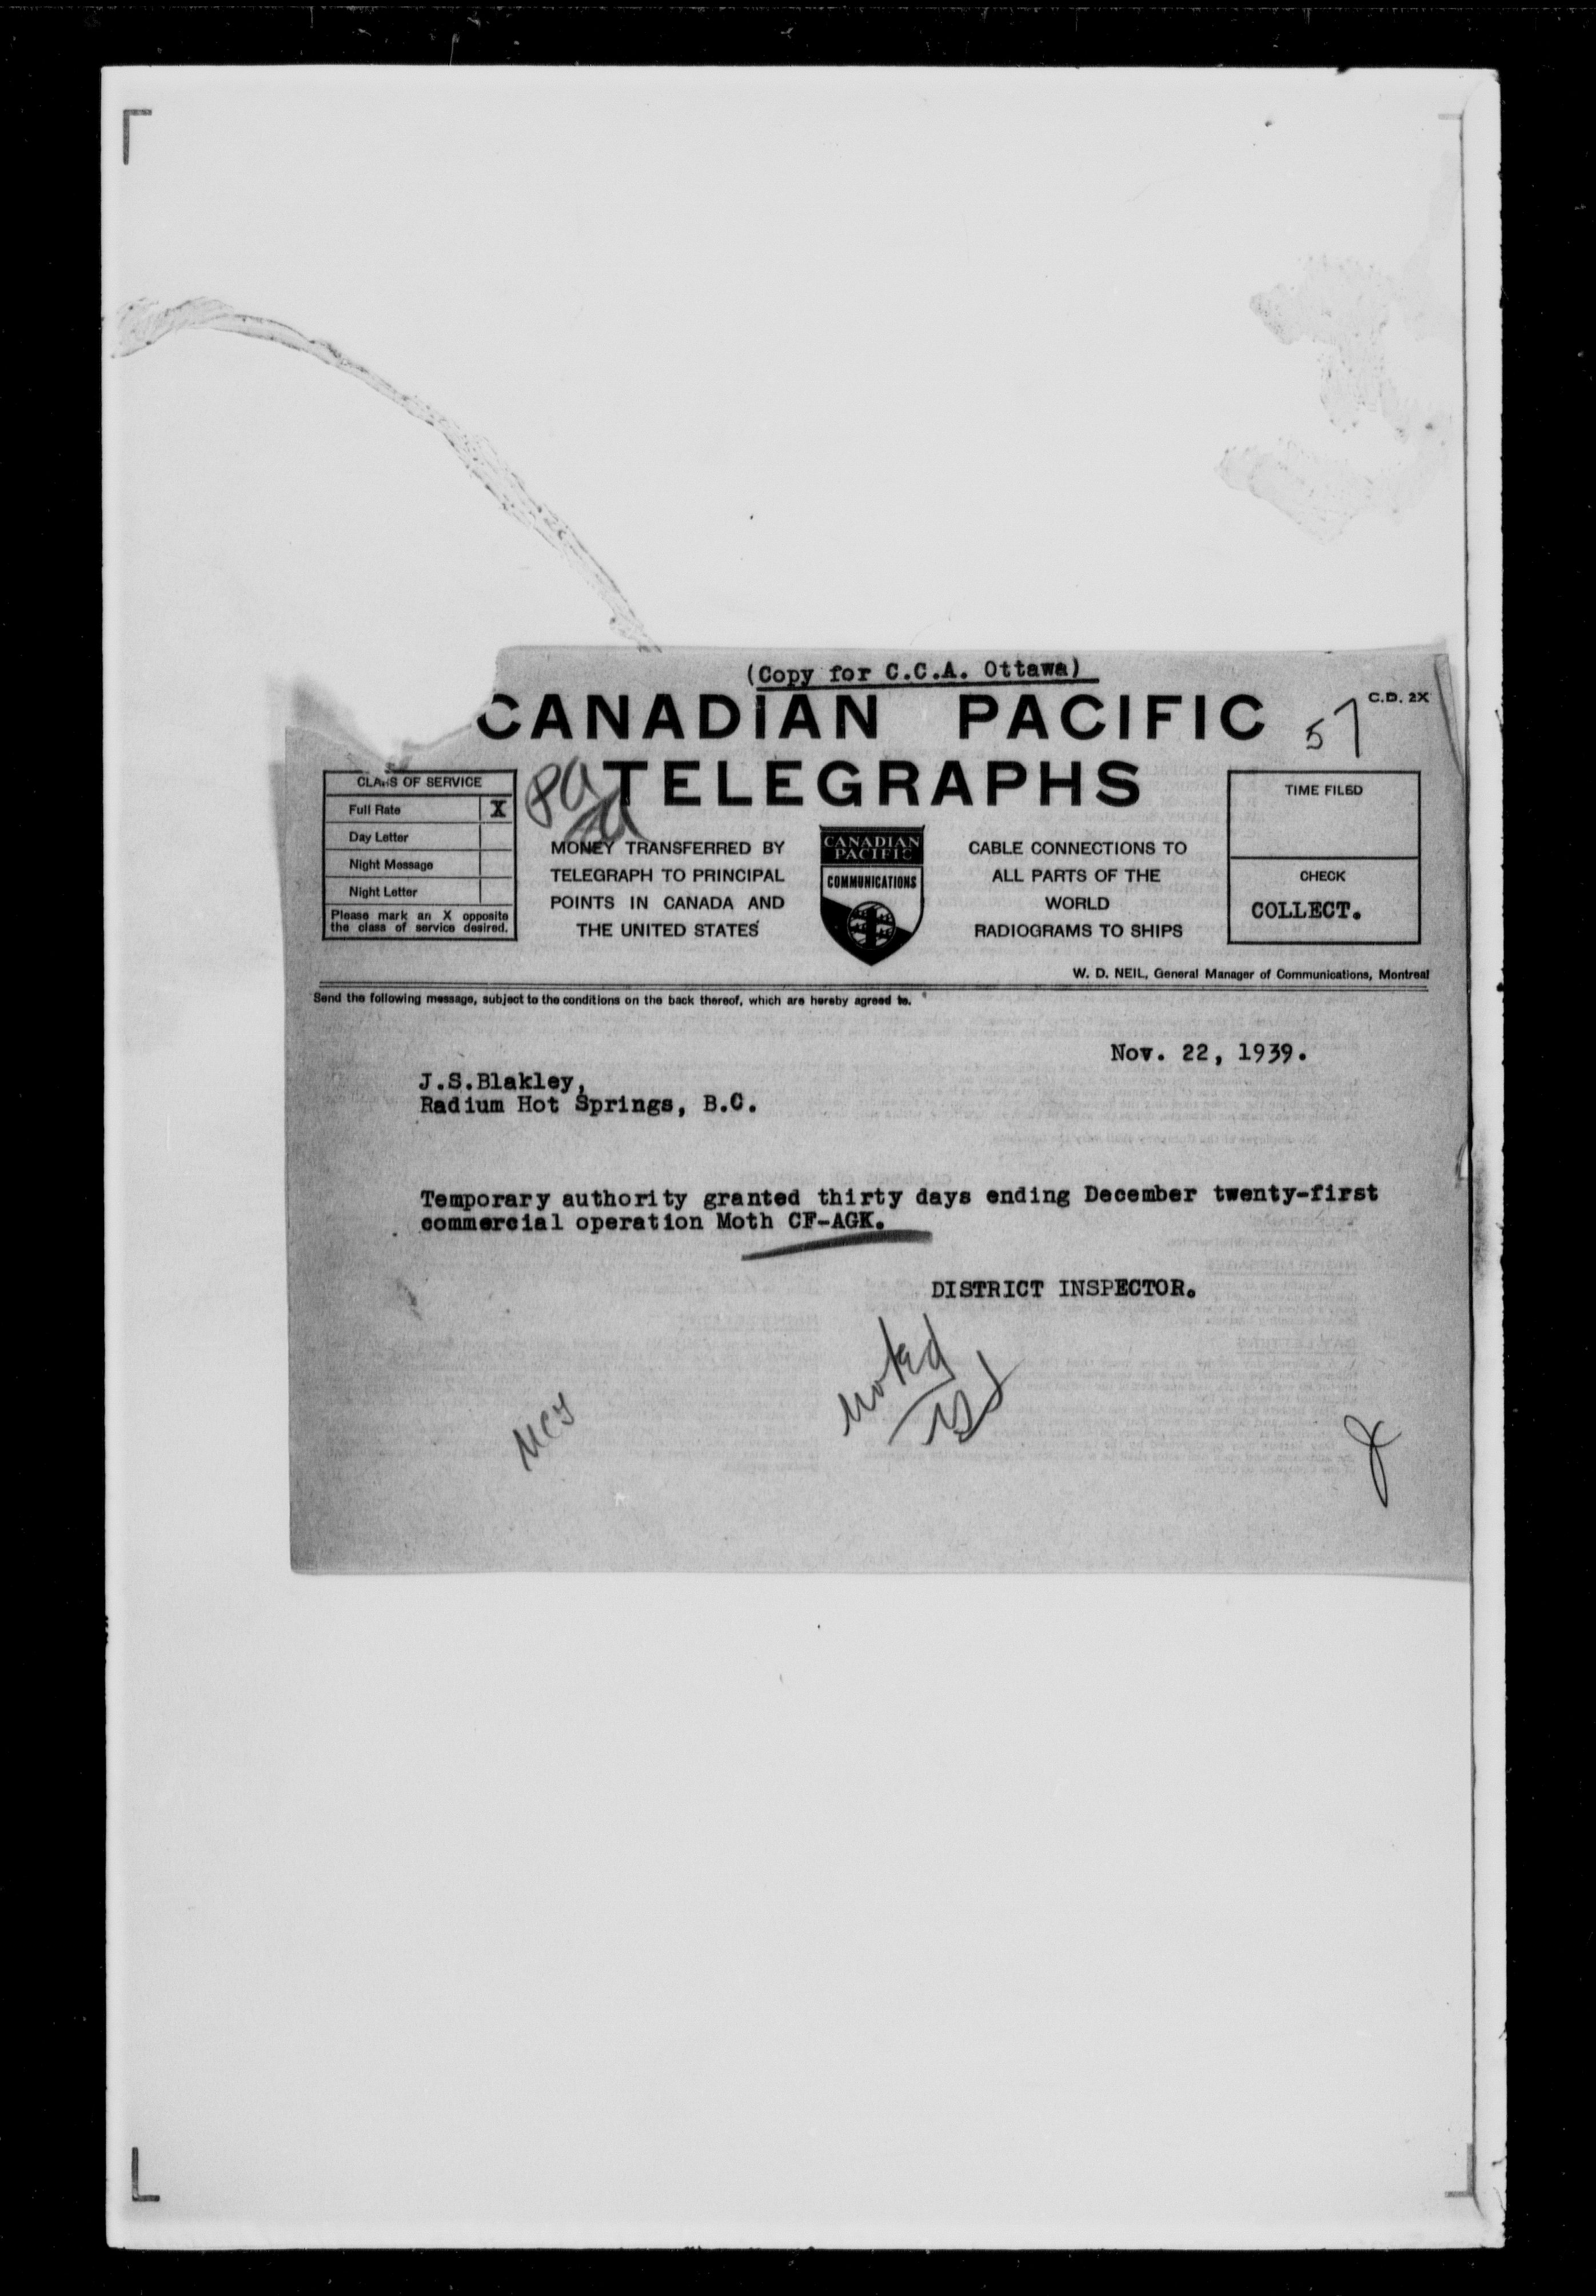 (Copy for C.C.A. Ottawa)
CANADIAN PACIFIC
C.D. 2X
57
TELEGRAPHS
CLASS OF SERVICE
Full Rate X
Day Letter
Night Message
Night Letter
Please mark an X opposite
the class of service desired.
MONEY TRANSFERRED BY
TELEGRAPH TO PRINCIPAL
POINTS IN CANADA AND
THE UNITED STATES
CANADIAN
PACIFIC
COMMUNICATIONS
CABLE CONNECTIONS TO
ALL PARTS OF THE
WORLD
RADIOGRAMS TO SHIPS
TIME FILED
CHECK
COLLECT.
W. D. NEIL, General Manager of Communications, Montreal
Send the following message, subject to the conditions on the back thereof, which are hereby agreed to.
Nov. 22, 1939.
J.S.Blakley,
Radium Hot Springs, B.C.
Temporary authority granted thirty days ending December twenty-first
commercial operation Moth CF-AGK.
DISTRICT INSPECTOR.
Noted